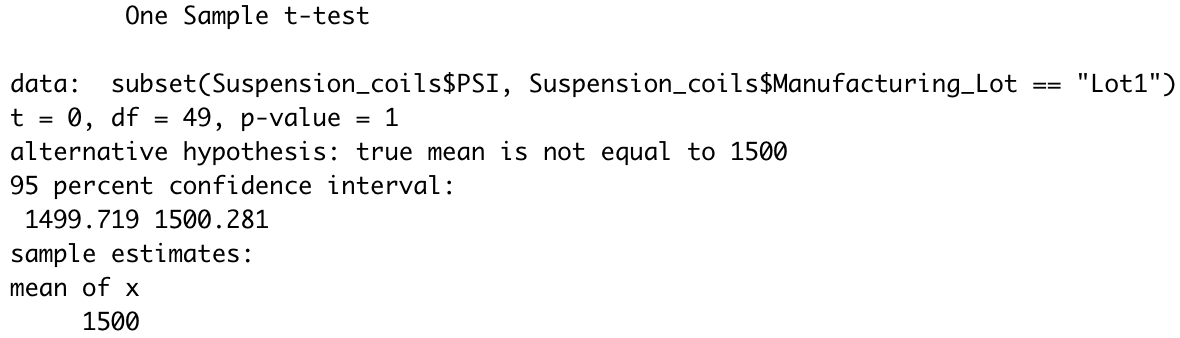 One Sample t-test
data:  subset(Suspension_coils$PSI, Suspension_coils$Manufacturing_Lot == "Lot1")
t = 0, df = 49, p-value = 1
alternative hypothesis: true mean is not equal to 1500
95 percent confidence interval:
1499.719 1500.281
sample estimates:
mean of x
1500